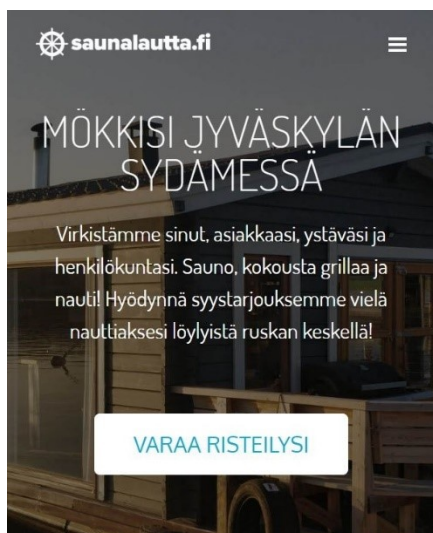 saunalautta.fi
MÖKKISI JYVÄSKYLÄN
SYDÄMESSÄ
Virkistämme sinut, asiakkaasi, ystäväsi ja
henkilökuntasi. Sauno, kokousta grillaa ja
nauti! Hyödynnä syystarjouksemme vielä
nauttiaksesi löylyistä ruskan keskellä!
VARAA RISTEILYSI